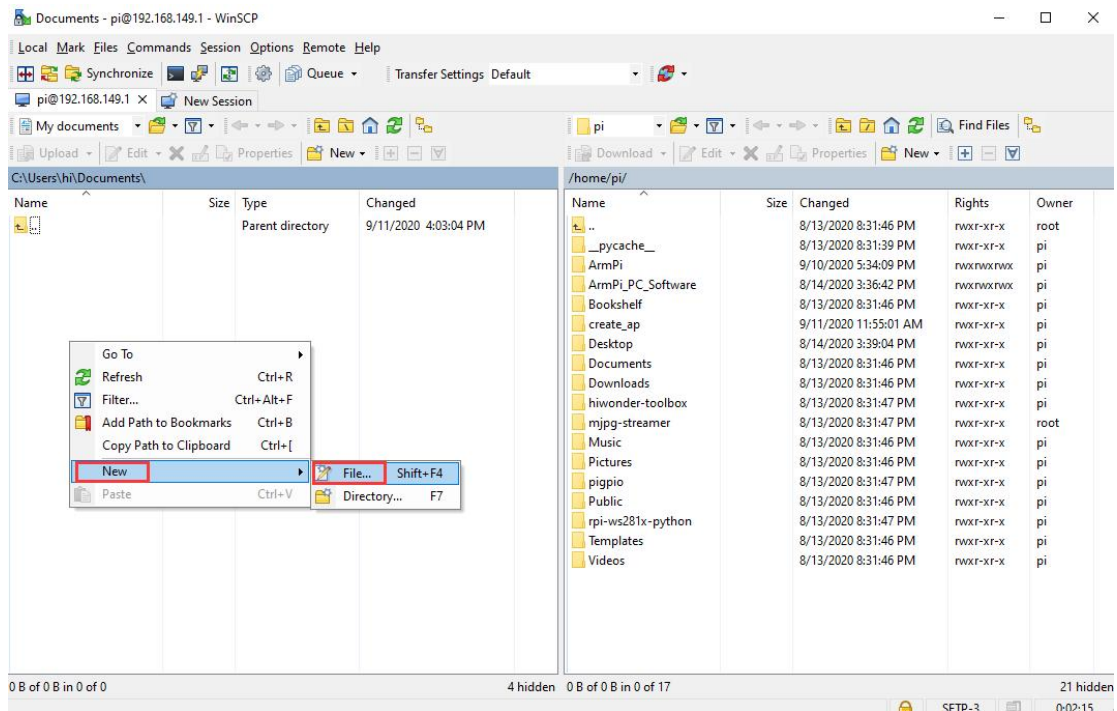 Documents - pi@192.168.149.1 - WinSCP
Local Mark Files Commands Session Options Remote Help
Synchronize Queue Transfer Settings Default
pi@192.168.149.1 New Session
My documents pi Find Files
Upload Edit Properties New Download Edit Properties New
C:\Users\hi\Documents\ /home/pi/
Name Size Type Changed Name Size Changed Rights Owner
.. Parent directory 9/11/2020 4:03:04 PM .. 8/13/2020 8:31:46 PM rwxr-xr-x root
__pycache__ 8/13/2020 8:31:39 PM rwxr-xr-x pi
ArmPi 9/10/2020 5:34:09 PM rwxrwxrwx pi
ArmPi_PC_Software 8/14/2020 3:36:42 PM rwxrwxrwx pi
Bookshelf 8/13/2020 8:31:46 PM rwxr-xr-x pi
create_ap 9/11/2020 11:55:01 AM rwxr-xr-x pi
Desktop 8/14/2020 3:39:04 PM rwxr-xr-x pi
Go To Documents 8/13/2020 8:31:46 PM rwxr-xr-x pi
Refresh Ctrl+R Downloads 8/13/2020 8:31:46 PM rwxr-xr-x pi
Filter... Ctrl+Alt+F hiwonder-toolbox 8/13/2020 8:31:47 PM rwxr-xr-x pi
Add Path to Bookmarks Ctrl+B mjpg-streamer 8/13/2020 8:31:47 PM rwxr-xr-x root
Copy Path to Clipboard Ctrl+[ Music 8/13/2020 8:31:46 PM rwxr-xr-x pi
New File... Shift+F4 Pictures 8/13/2020 8:31:46 PM rwxr-xr-x pi
pigpio 8/13/2020 8:31:47 PM rwxr-xr-x pi
Paste Ctrl+V Directory... F7 Public 8/13/2020 8:31:46 PM rwxr-xr-x pi
rpi-ws281x-python 8/13/2020 8:31:47 PM rwxr-xr-x pi
Templates 8/13/2020 8:31:46 PM rwxr-xr-x pi
Videos 8/13/2020 8:31:46 PM rwxr-xr-x pi
0 B of 0 B in 0 of 0 4 hidden 0 B of 0 B in 0 of 17 21 hidden
SFTP-3 0:02:15